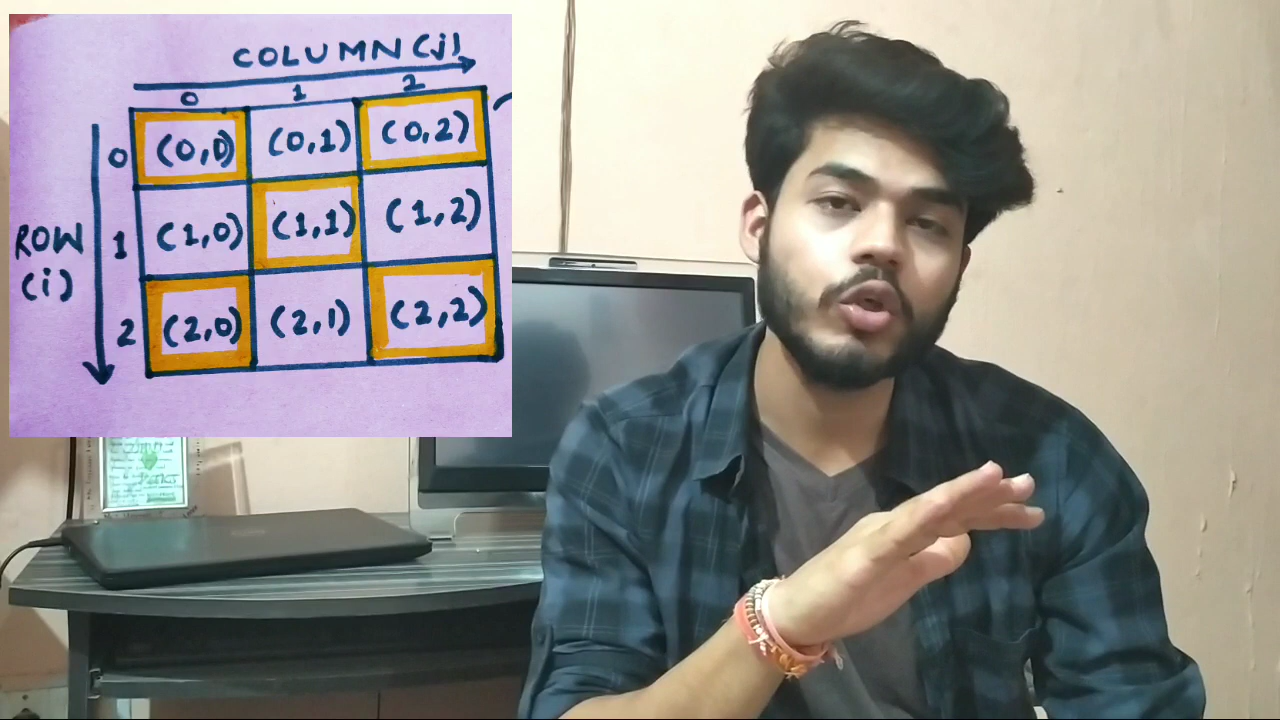 COLUMN (j)
0 1 2
0 (0,0) (0,1) (0,2)
ROW (i)
1 (1,0) (1,1) (1,2)
2 (2,0) (2,1) (2,2)